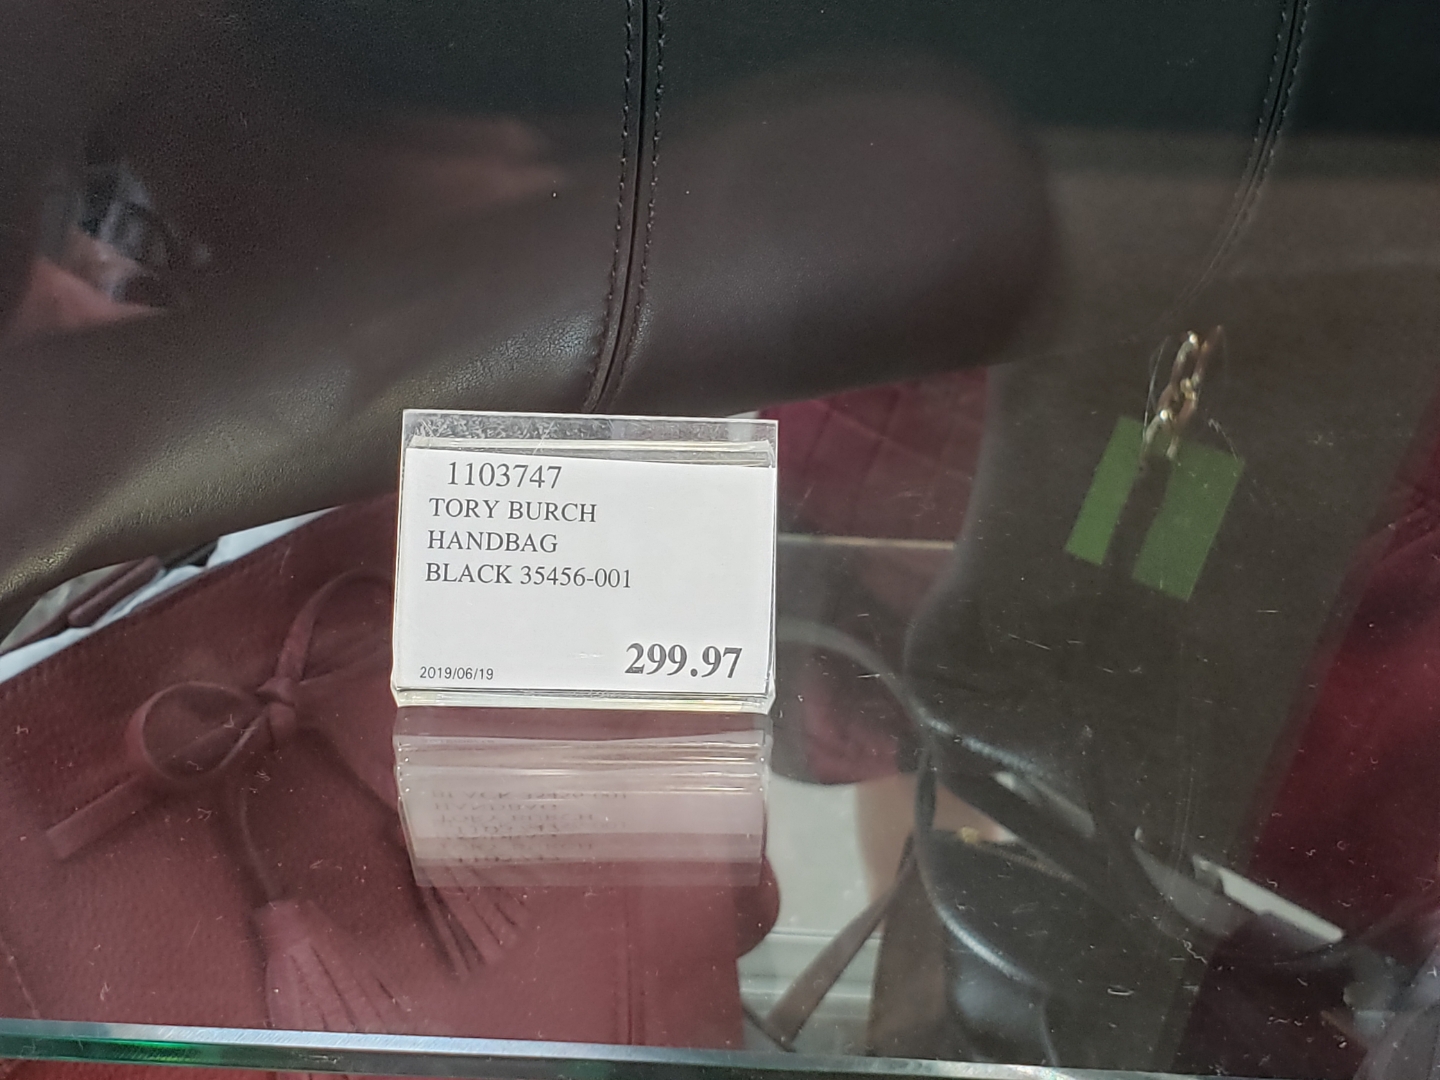 1103747
TORY BURCH
HANDBAG
BLACK 35456-001
299.97
2019/06/19